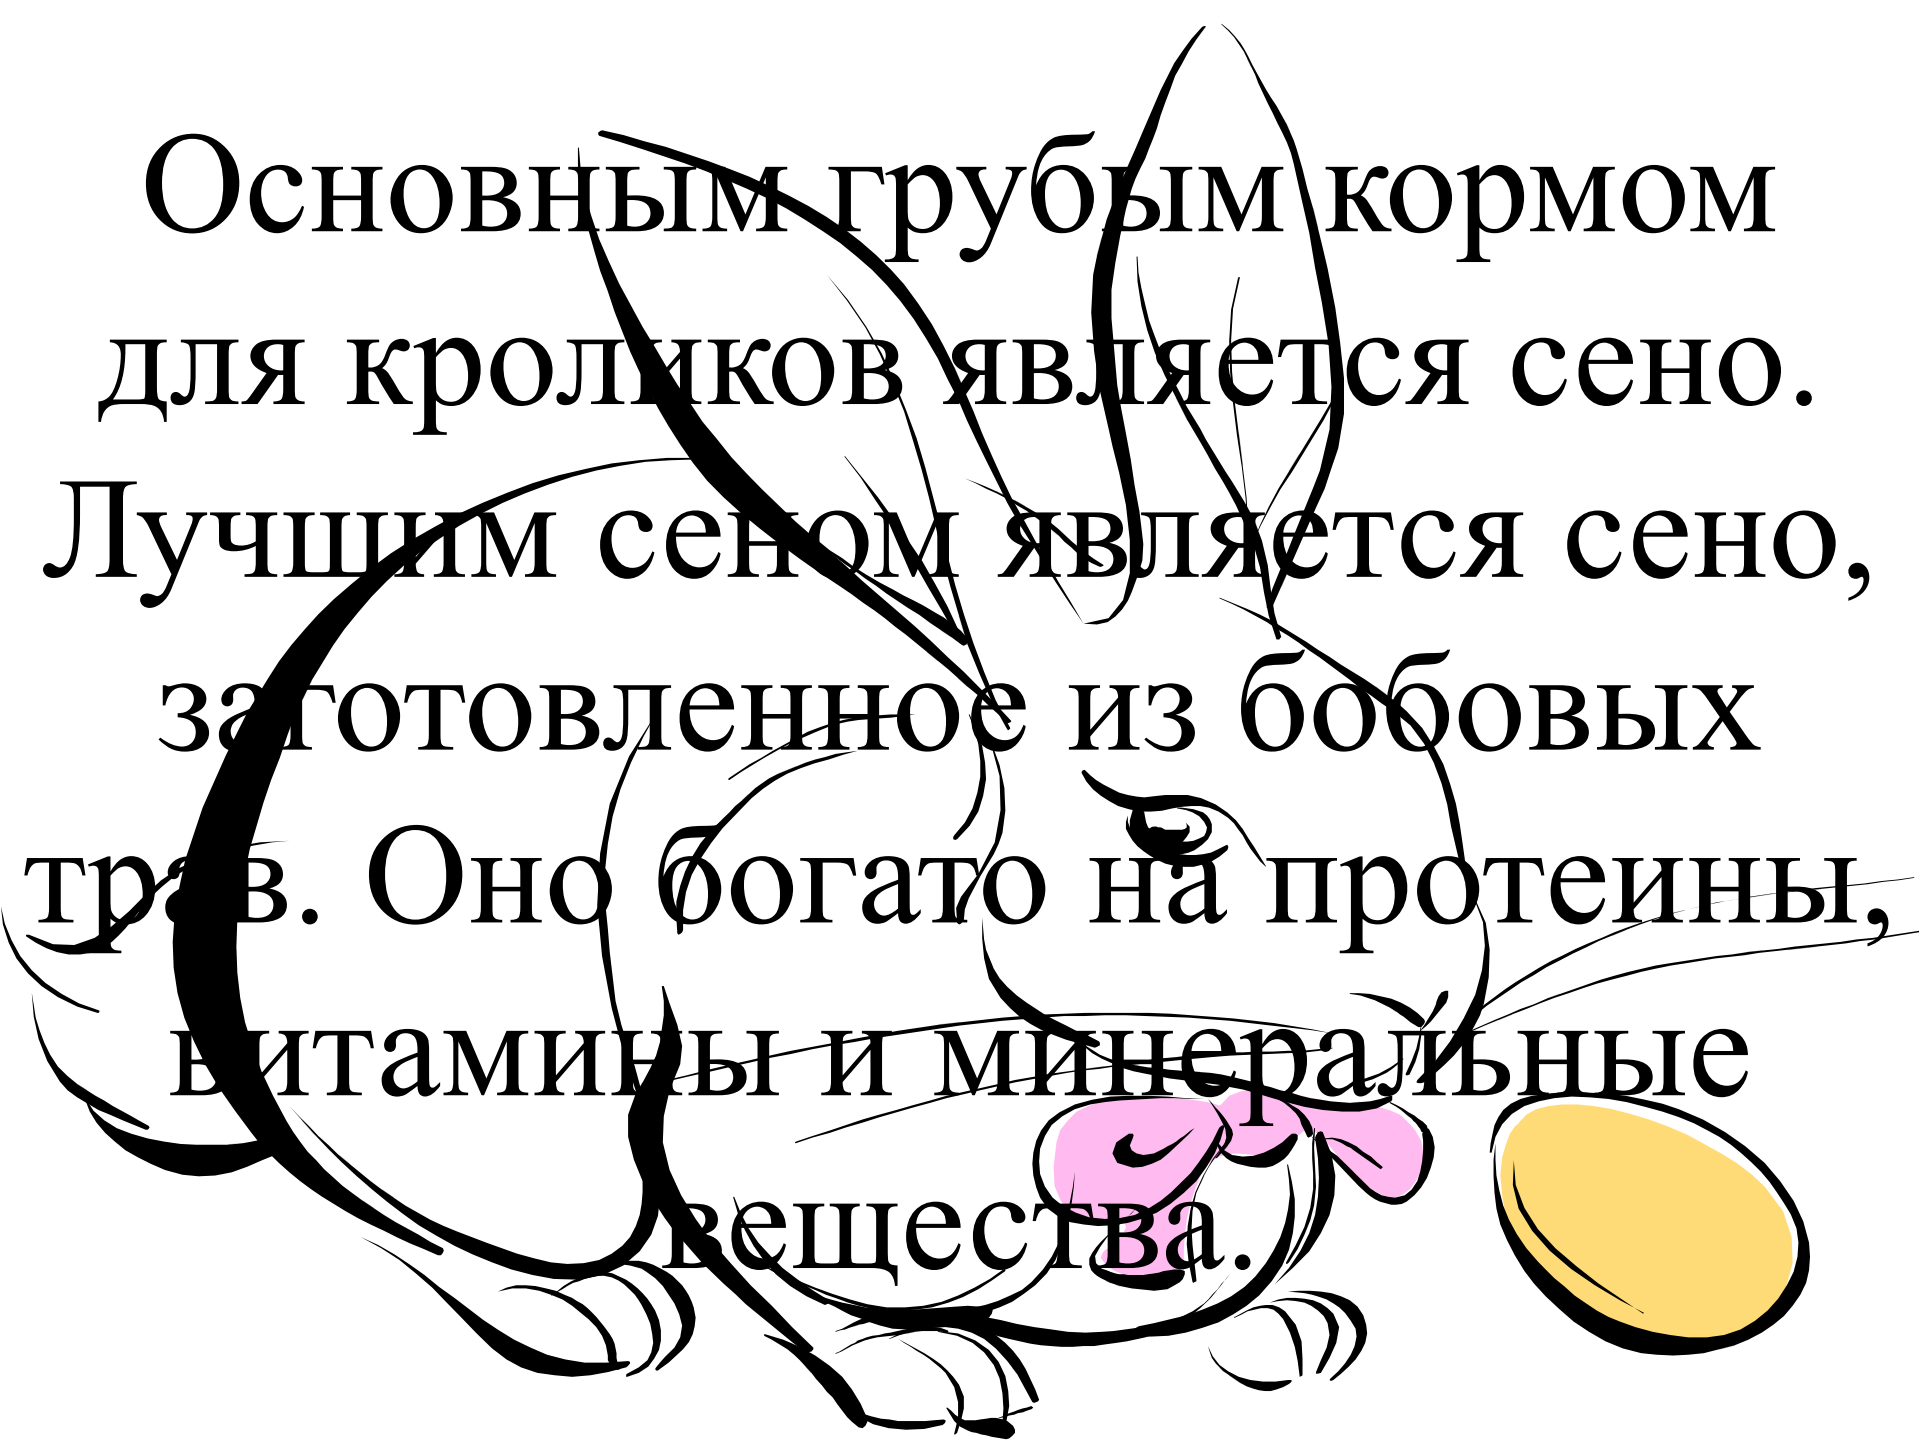 Основным грубым кормом
для кроликов является сено.
Лучшим сеном является сено,
заготовленное из бобовых
трав. Оно богато на протеины,
витамины и минеральные
вещества.